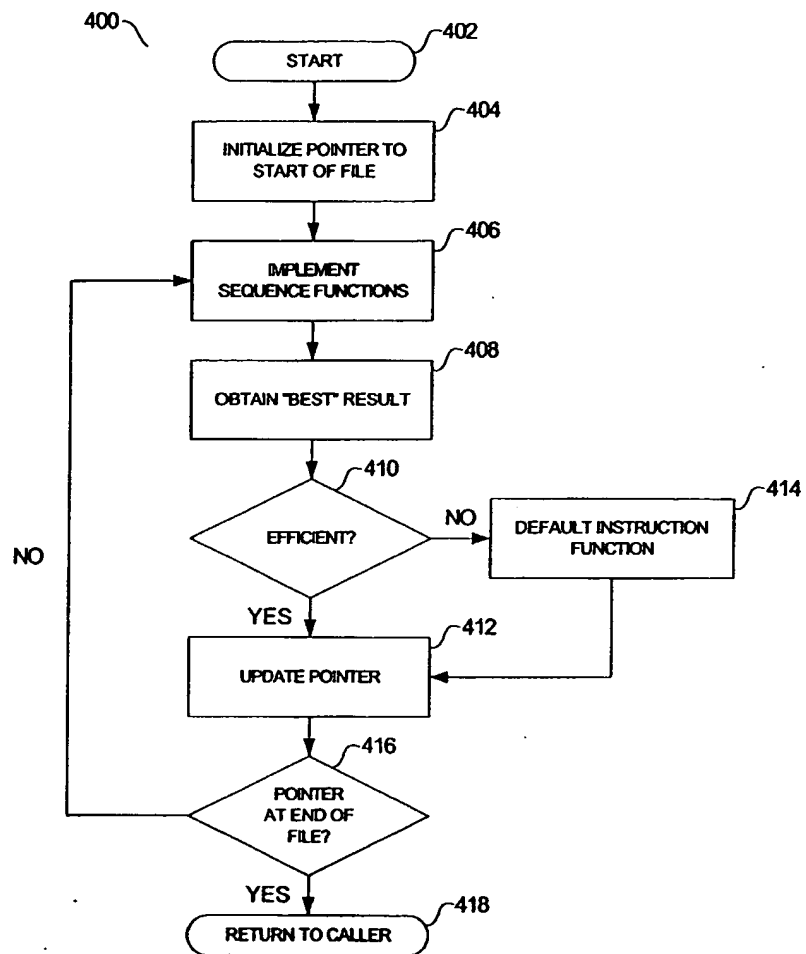 400
402
START
404
INITIALIZE POINTER TO
START OF FILE
406
IMPLEMENT
SEQUENCE FUNCTIONS
408
OBTAIN "BEST" RESULT
410
EFFICIENT?
NO
414
DEFAULT INSTRUCTION
FUNCTION
NO
YES
412
UPDATE POINTER
416
POINTER
AT END OF
FILE?
YES
418
RETURN TO CALLER